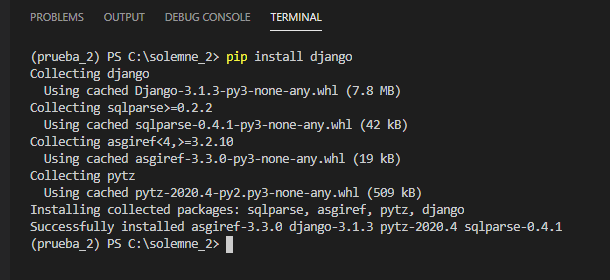 PROBLEMS OUTPUT DEBUG CONSOLE TERMINAL
(prueba_2) PS C:\solemne_2> pip install django
Collecting django
  Using cached Django-3.1.3-py3-none-any.whl (7.8 MB)
Collecting sqlparse>=0.2.2
  Using cached sqlparse-0.4.1-py3-none-any.whl (42 kB)
Collecting asgiref<4,>=3.2.10
  Using cached asgiref-3.3.0-py3-none-any.whl (19 kB)
Collecting pytz
  Using cached pytz-2020.4-py2.py3-none-any.whl (509 kB)
Installing collected packages: sqlparse, asgiref, pytz, django
Successfully installed asgiref-3.3.0 django-3.1.3 pytz-2020.4 sqlparse-0.4.1
(prueba_2) PS C:\solemne_2>